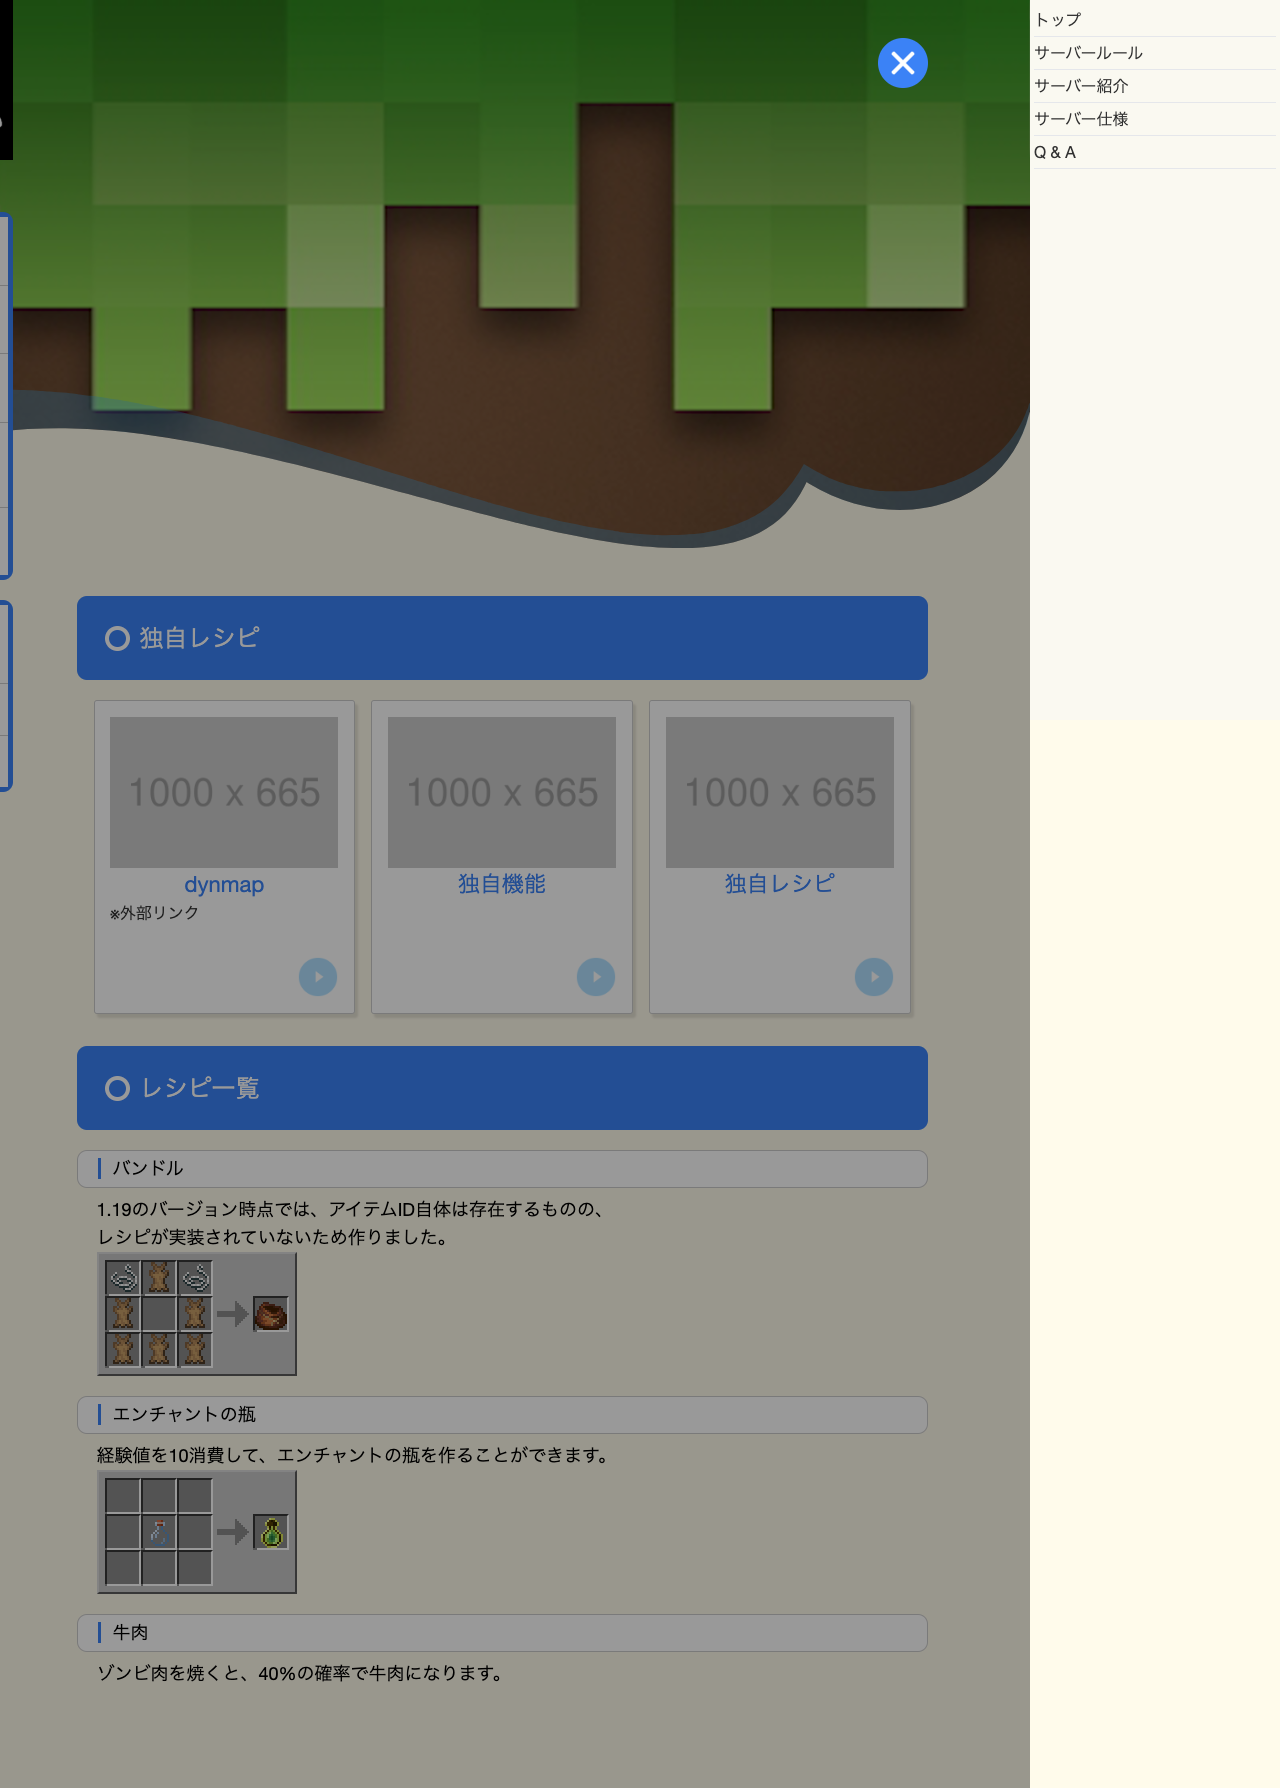 トップ
サーバールール
サーバー紹介
サーバー仕様
Q & A
独自レシピ
1000 x 665
1000 x 665
1000 x 665
dynmap
独自機能
独自レシピ
※外部リンク
レシピ一覧
バンドル
1.19のバージョン時点では、アイテムID自体は存在するものの、
レシピが実装されていないため作りました。
エンチャントの瓶
経験値を10消費して、エンチャントの瓶を作ることができます。
牛肉
ゾンビ肉を焼くと、40%の確率で牛肉になります。